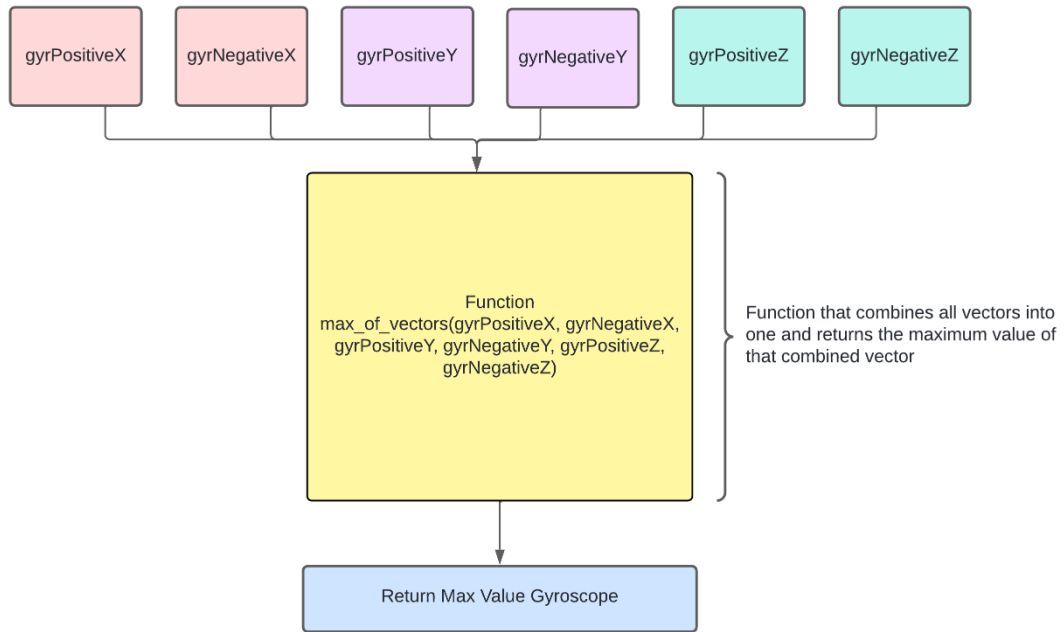 gyrPositiveX
gyrNegativeX
gyrPositiveY
gyrNegativeY
gyrPositiveZ
gyrNegativeZ
Function
max_of_vectors(gyrPositiveX, gyrNegativeX,
gyrPositiveY, gyrNegativeY, gyrPositiveZ,
gyrNegativeZ)
Function that combines all vectors into
one and returns the maximum value of
that combined vector
Return Max Value Gyroscope